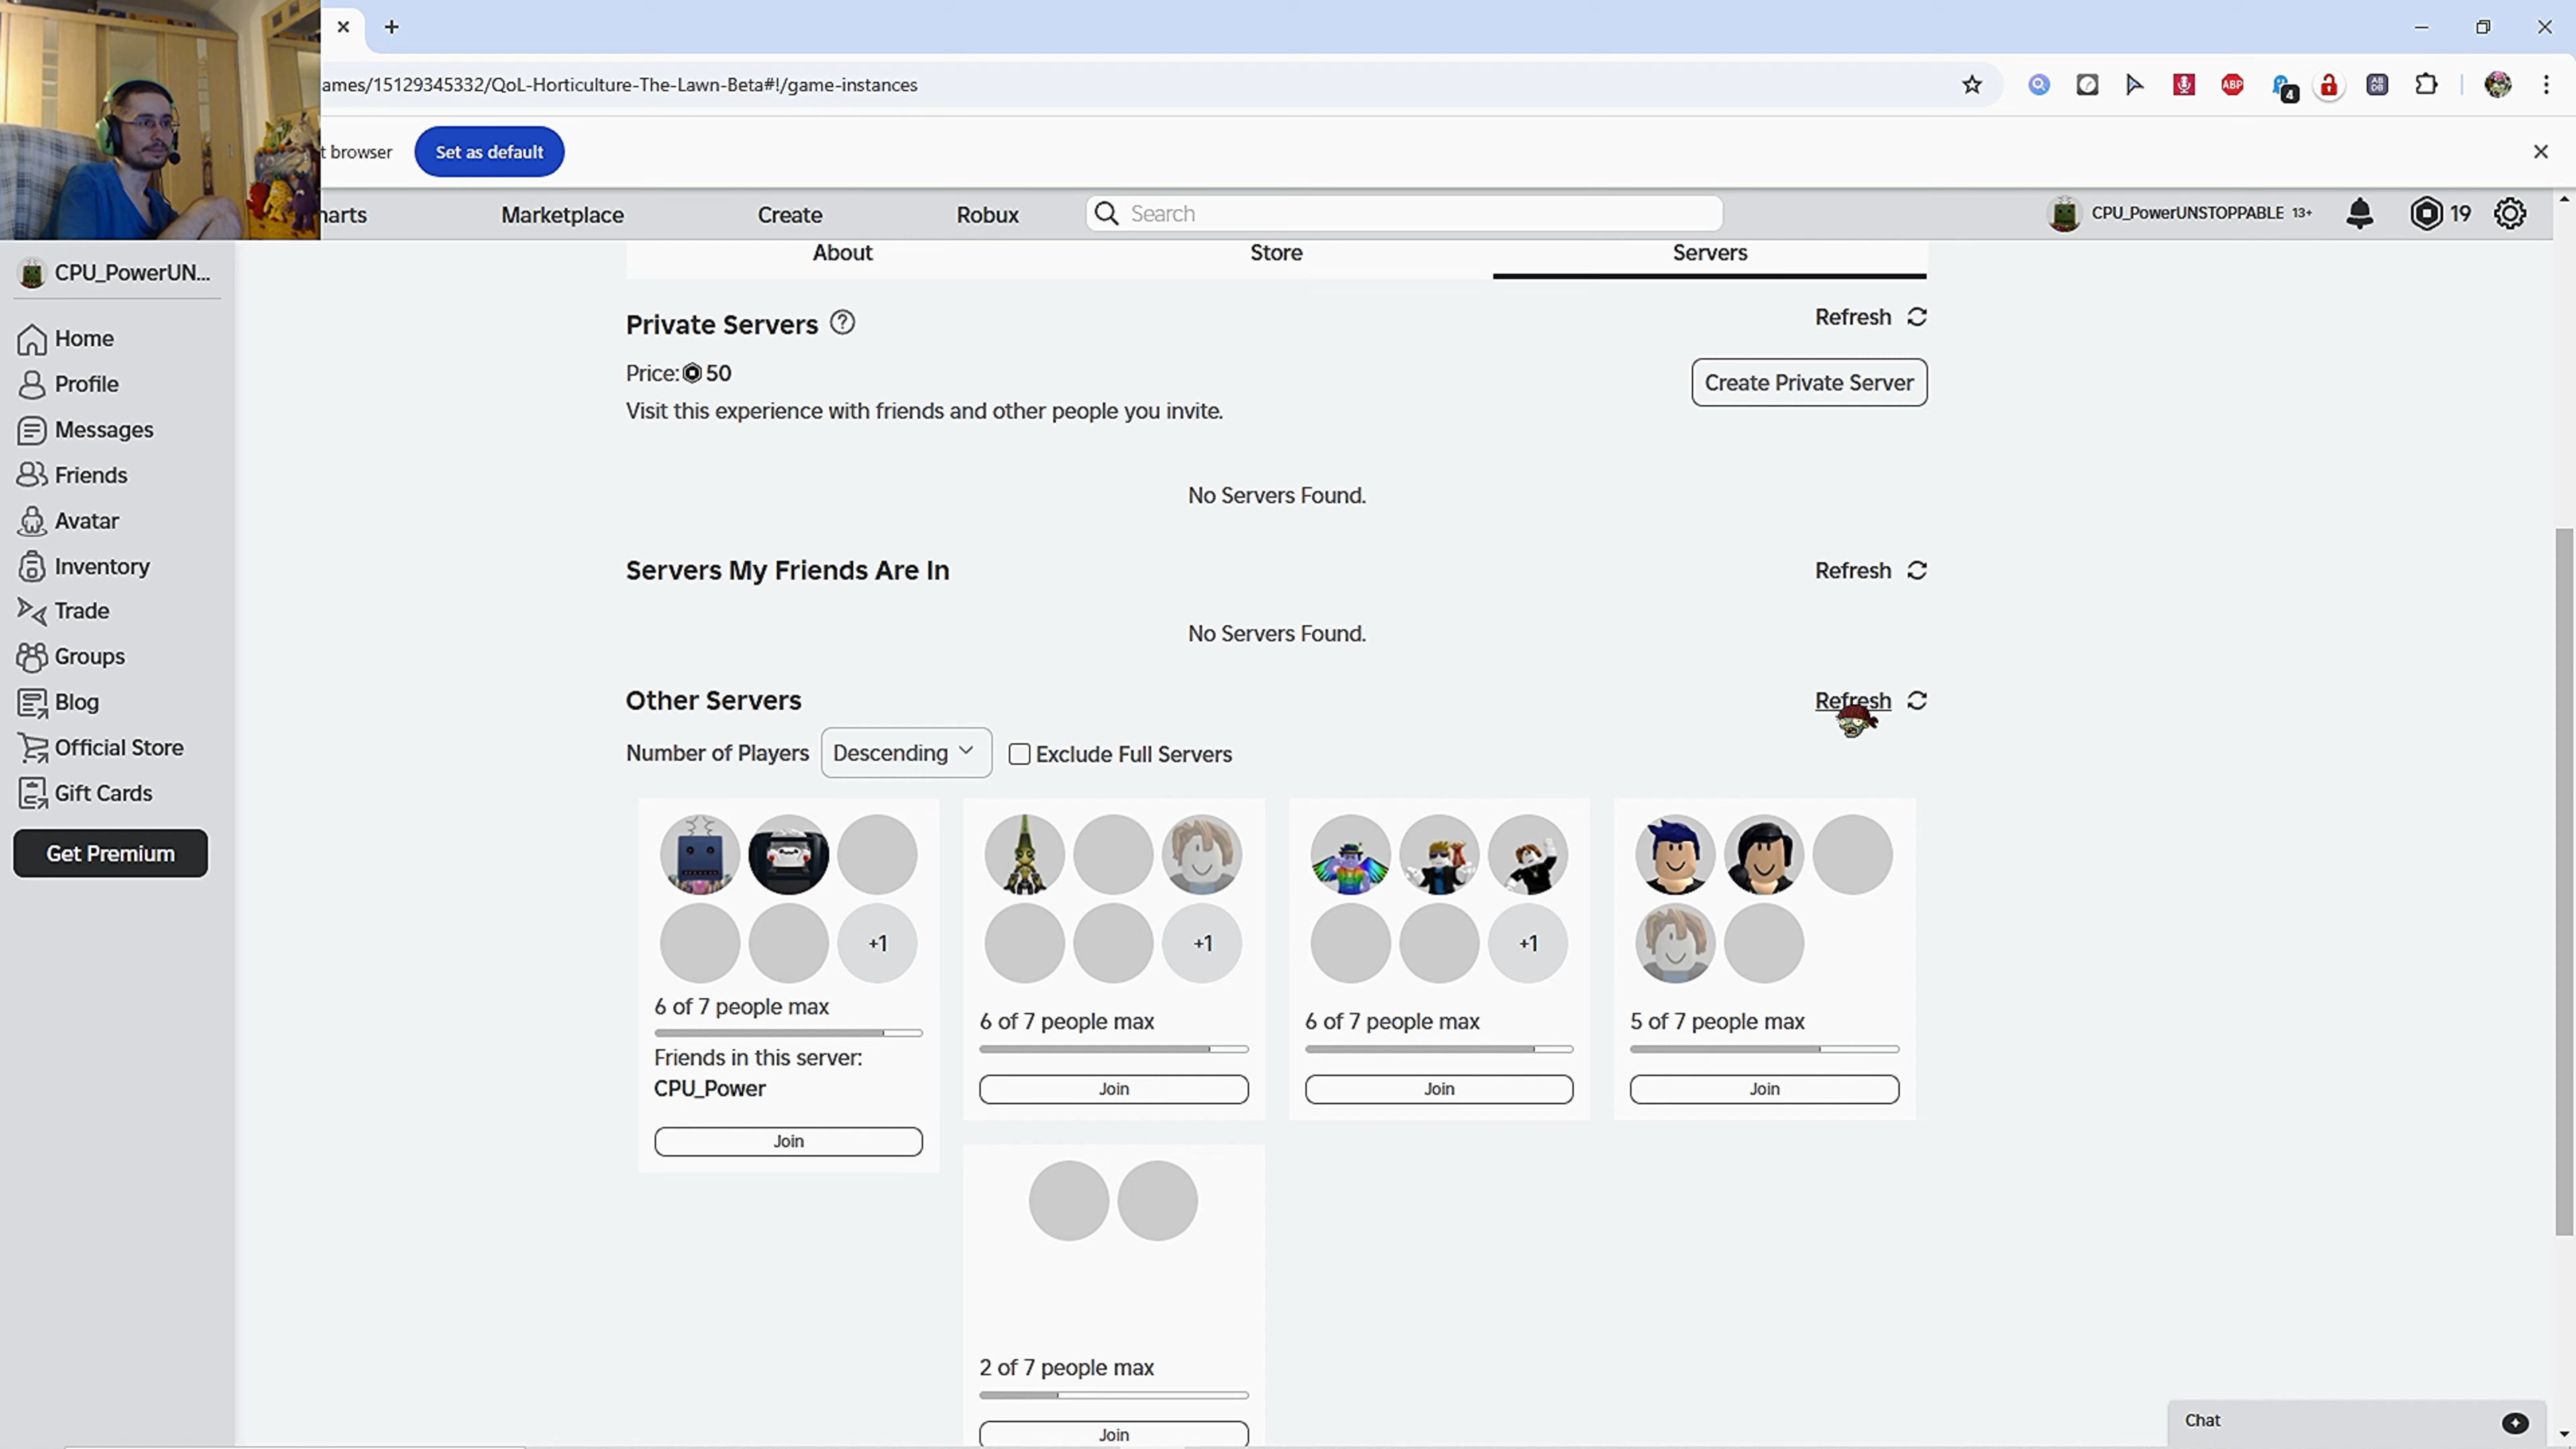 ames/15129345332/QoL-Horticulture-The-Lawn-Beta#!/game-instances
ABP
4
t browser
Set as default
harts
Marketplace
Create
Robux
Search
CPU_PowerUNSTOPPABLE 13+
19
CPU_PowerUN...
Home
Profile
Messages
Friends
Avatar
Inventory
Trade
Groups
Blog
Official Store
Gift Cards
Get Premium
About
Store
Servers
Private Servers ?
Refresh
Price: 50
Create Private Server
Visit this experience with friends and other people you invite.
No Servers Found.
Servers My Friends Are In
Refresh
No Servers Found.
Other Servers
Refresh
Number of Players
Descending
Exclude Full Servers
+1
+1
+1
6 of 7 people max
6 of 7 people max
6 of 7 people max
5 of 7 people max
Friends in this server:
CPU_Power
Join
Join
Join
Join
2 of 7 people max
Join
Chat